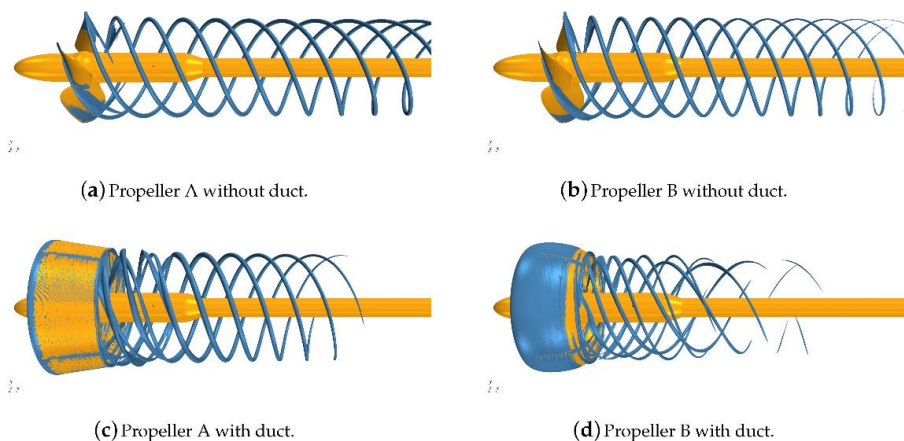 (a) Propeller A without duct.
(b) Propeller B without duct.
(c) Propeller A with duct.
(d) Propeller B with duct.